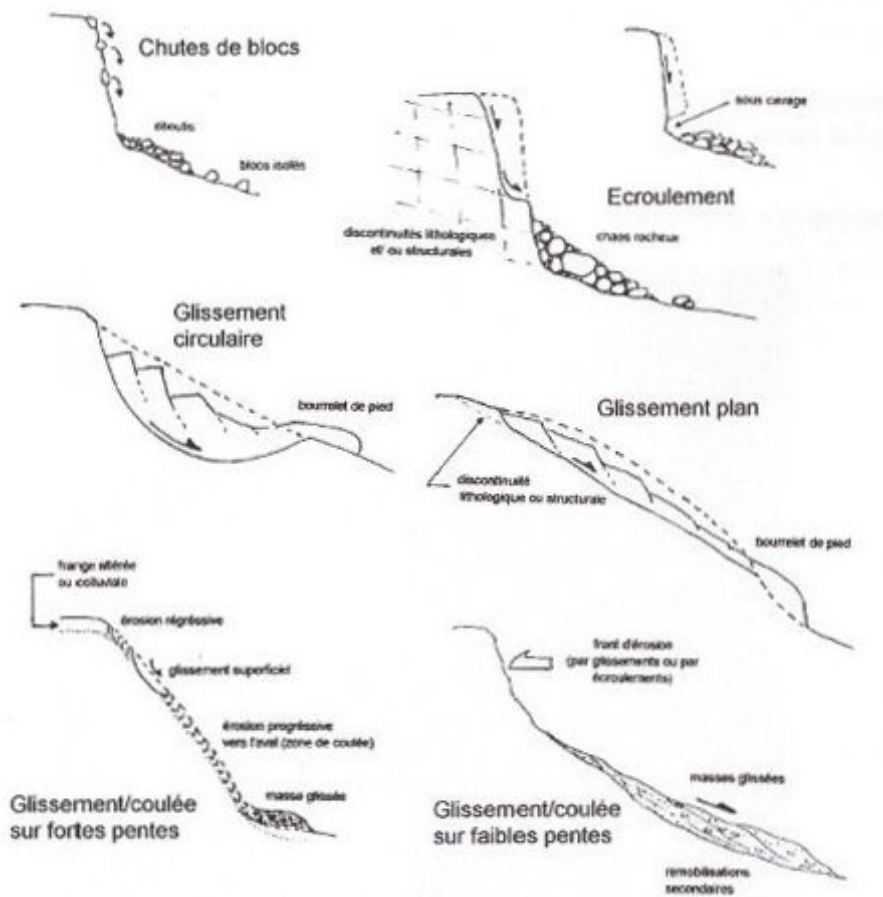 Chutes de blocs
éboulis
blocs isolés
sous cavage
Ecroulement
chaos rocheux
discontinuités lithologiques
et/ ou structurales
Glissement
circulaire
bourrelet de pied
Glissement plan
discontinuité
lithologique ou structurale
bourrelet de pied
frange altérée
ou colluviale
érosion régressive
glissement superficiel
érosion progressive
vers l'aval (zone de coulée)
masse glissée
Glissement/coulée
sur fortes pentes
front d'érosion
(par glissements ou par
écroulements)
masses glissées
Glissement/coulée
sur faibles pentes
remobilisations
secondaires